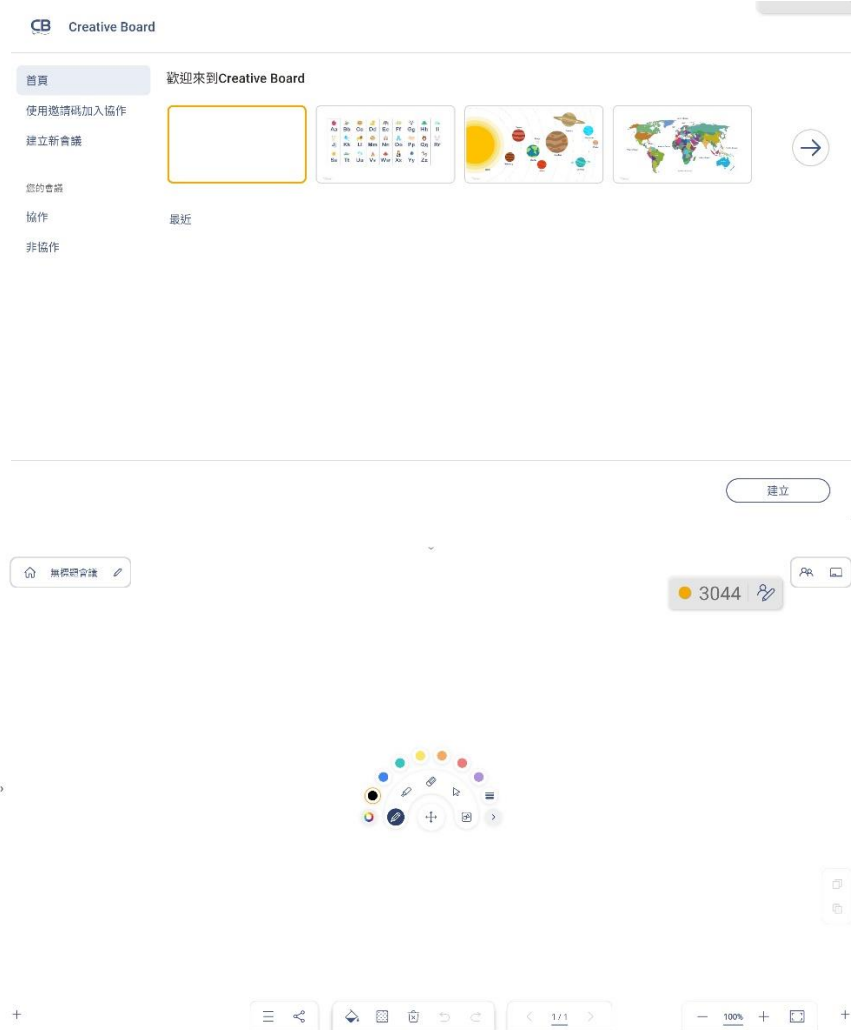 CB Creative Board
首頁
歡迎來到Creative Board
使用邀請碼加入協作
建立新會議
您的會議
協作
最近
非協作
建立
無標題會議
3044
1/1
100%